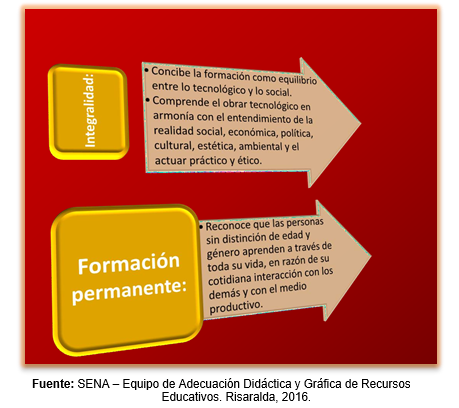 Integralidad:
• Concibe la formación como equilibrio
entre lo tecnológico y lo social.
• Comprende el obrar tecnológico en
armonía con el entendimiento de la
realidad social, económica, política,
cultural, estética, ambiental y el
actuar práctico y ético.
Formación
permanente:
• Reconoce que las personas
sin distinción de edad y
género aprenden a través de
toda su vida, en razón de su
cotidiana interacción con los
demás y con el medio
productivo.
Fuente: SENA – Equipo de Adecuación Didáctica y Gráfica de Recursos
Educativos. Risaralda, 2016.